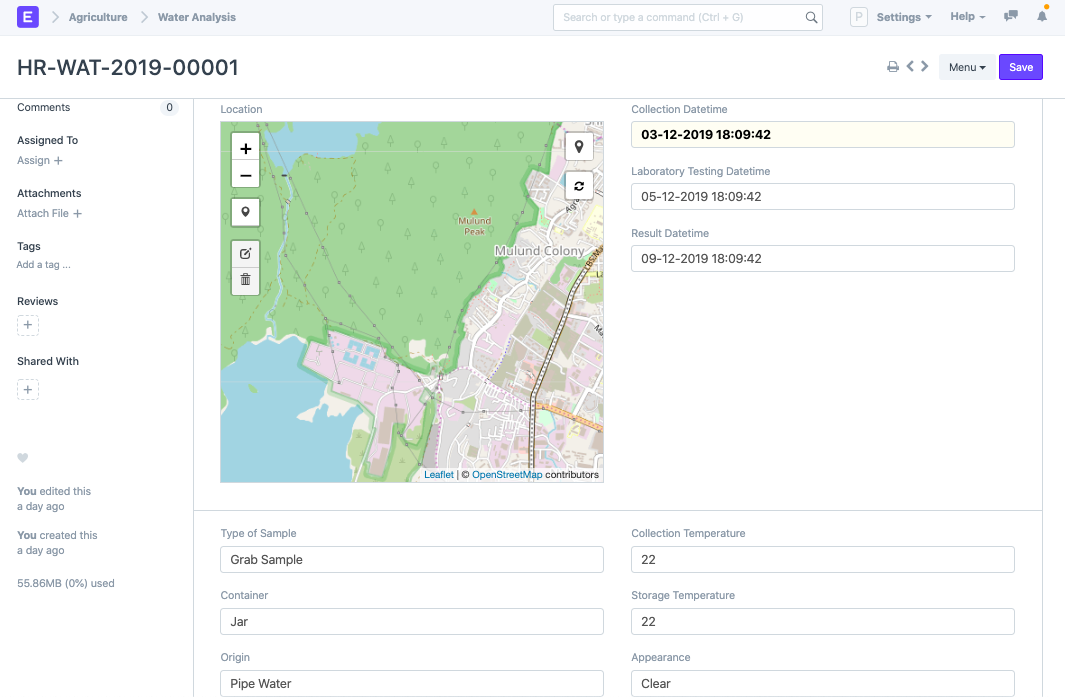 E
Agriculture
Water Analysis
Search or type a command (Ctrl + G)
P
Settings
Help
HR-WAT-2019-00001
Menu
Save
Comments
0
Assigned To
Assign +
Attachments
Attach File +
Tags
Add a tag ...
Reviews
+
Shared With
+
You edited this
a day ago
You created this
a day ago
55.86MB (0%) used
Location
+
−
Mulund
Peak
Mulund Colony
Leaflet | © OpenStreetMap contributors
Collection Datetime
03-12-2019 18:09:42
Laboratory Testing Datetime
05-12-2019 18:09:42
Result Datetime
09-12-2019 18:09:42
Type of Sample
Grab Sample
Collection Temperature
22
Container
Jar
Storage Temperature
22
Origin
Pipe Water
Appearance
Clear